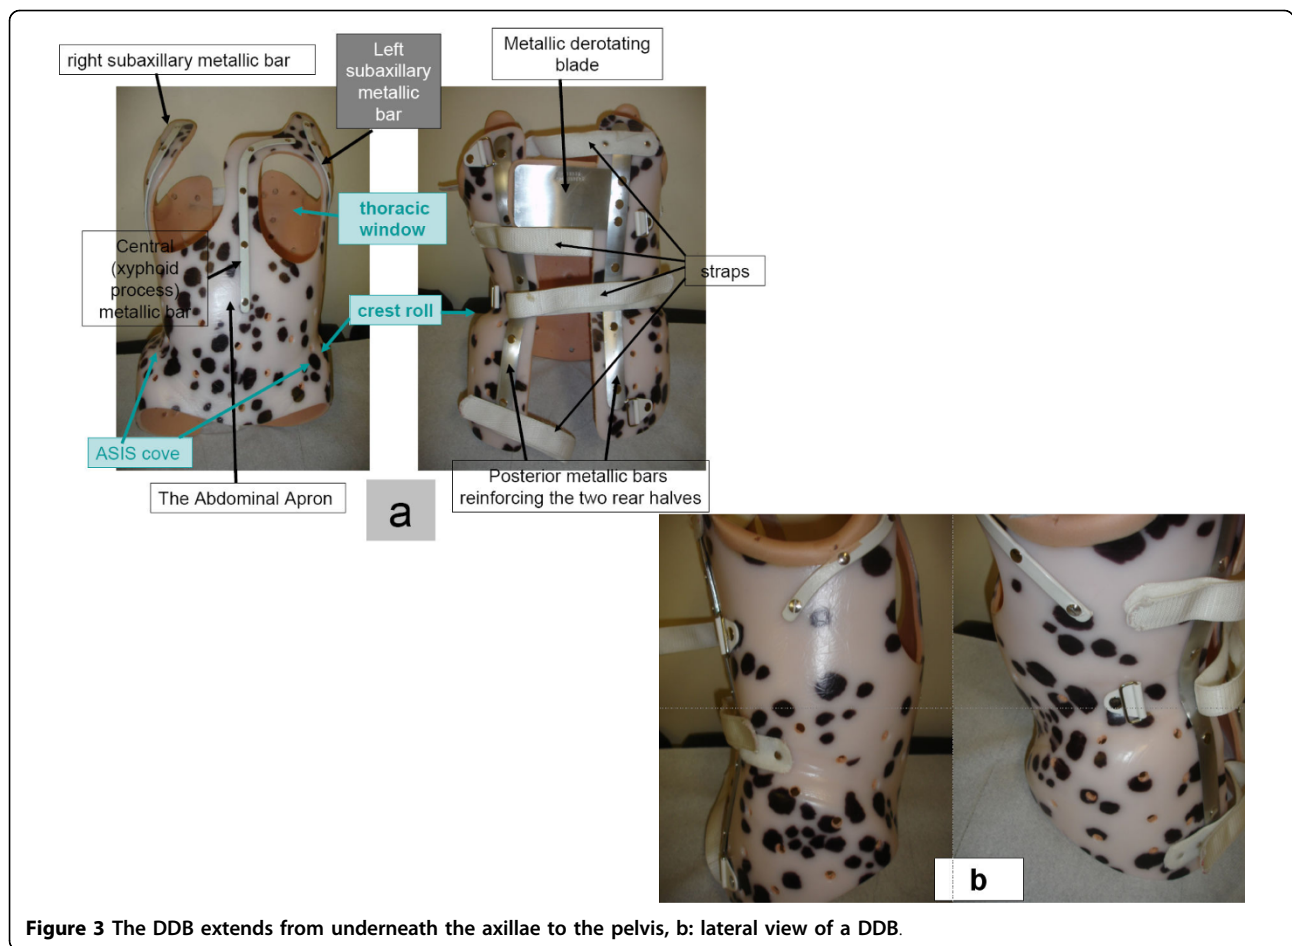 right subaxillary metallic bar
Left
subaxillary
metallic
bar
Metallic derotating
blade
thoracic
window
Central
(xyphoid
process)
metallic bar
straps
crest roll
ASIS cove
The Abdominal Apron
Posterior metallic bars
reinforcing the two rear halves
a
b
Figure 3 The DDB extends from underneath the axillae to the pelvis, b: lateral view of a DDB.